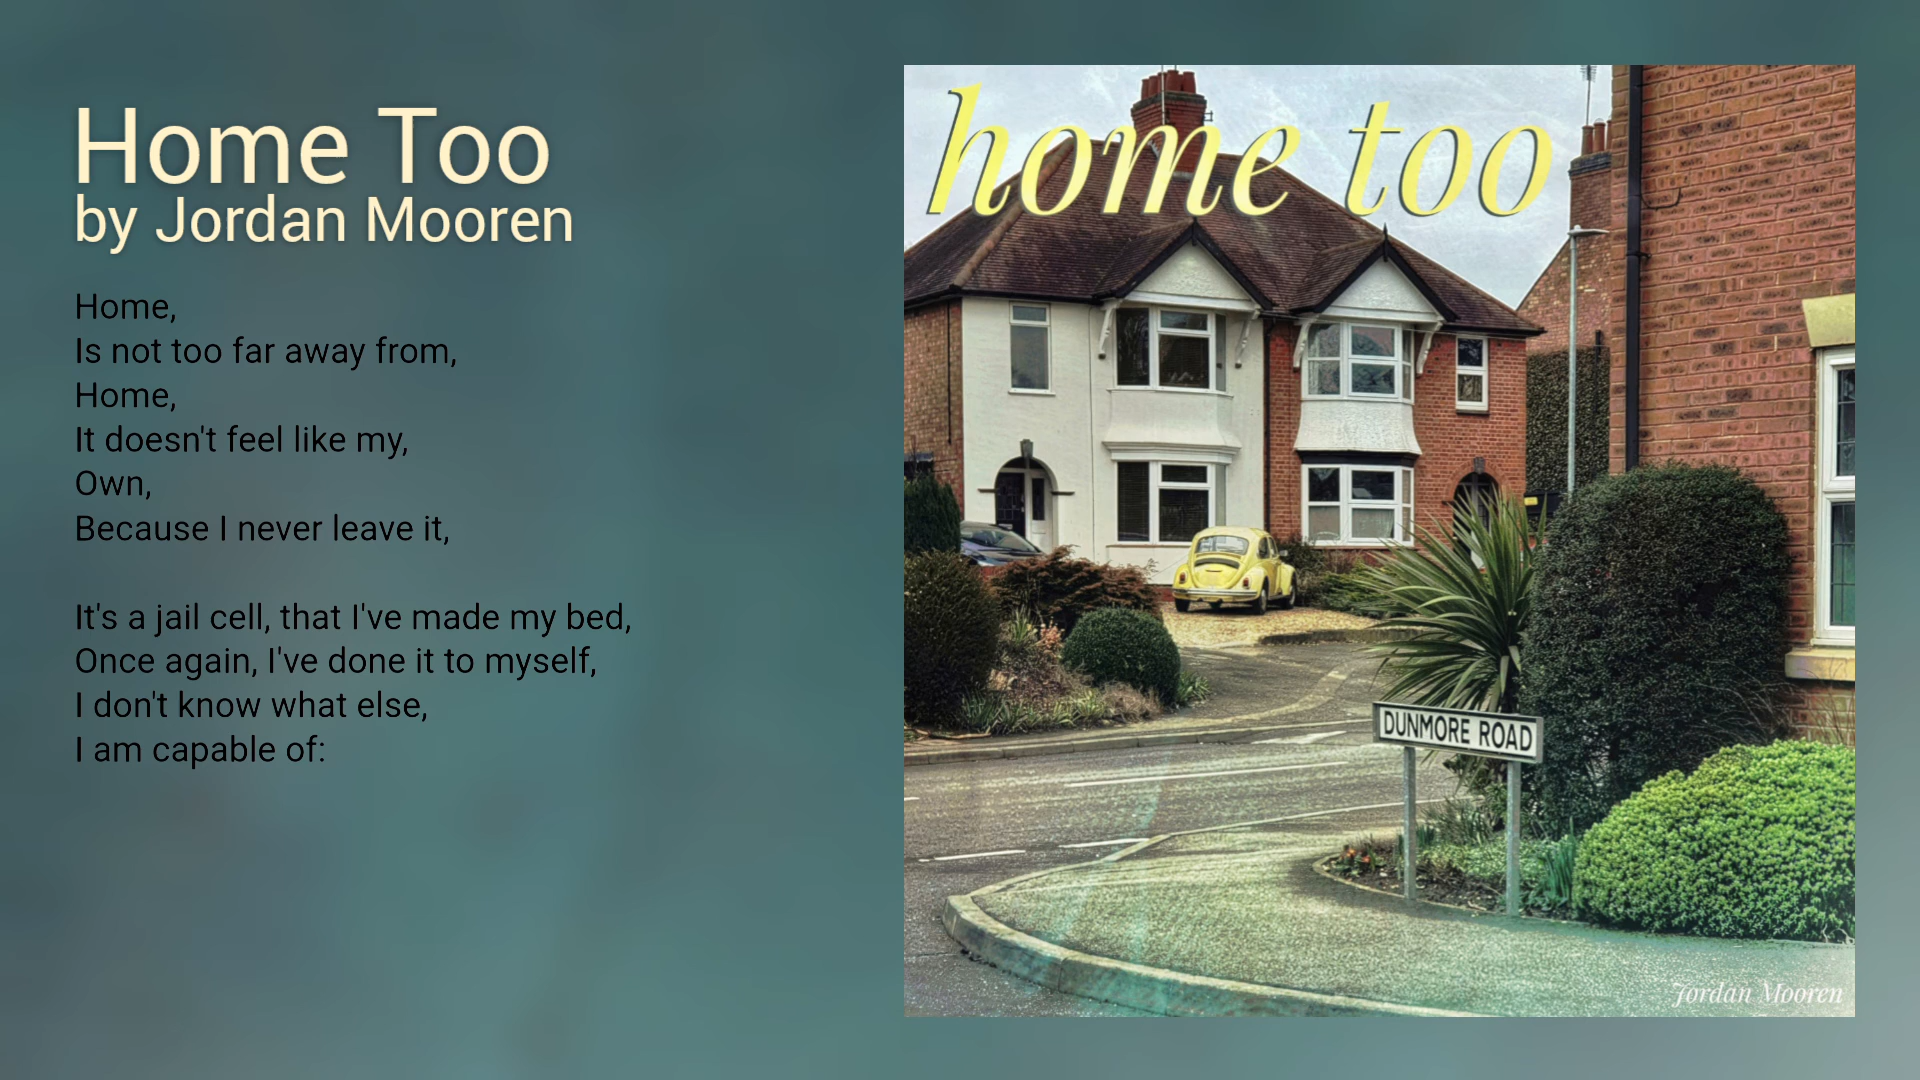 Home Too
by Jordan Mooren
Home,
Is not too far away from,
Home,
It doesn't feel like my,
Own,
Because I never leave it,
It's a jail cell, that I've made my bed,
Once again, I've done it to myself,
I don't know what else,
I am capable of:
home too
DUNMORE ROAD
Jordan Mooren